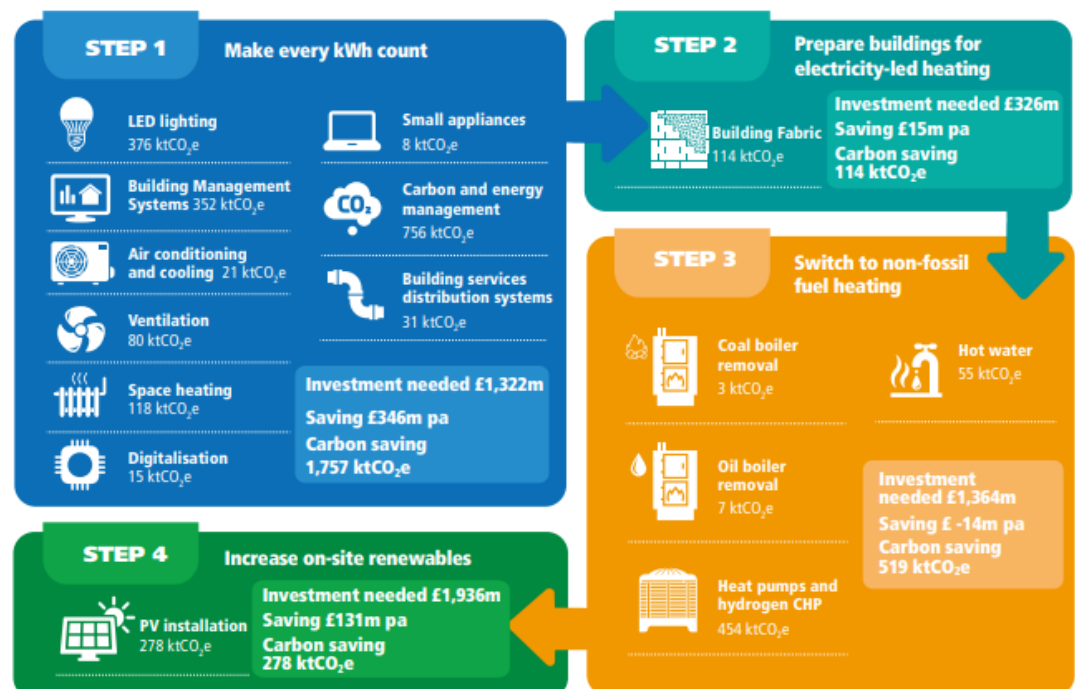 STEP 1
Make every kWh count
LED lighting
376 ktCO₂e
Building Management
Systems 352 ktCO₂e
Air conditioning
and cooling 21 ktCO₂e
Ventilation
80 ktCO₂e
Space heating
118 ktCO₂e
Digitalisation
15 ktCO₂e
Small appliances
8 ktCO₂e
CO₂
Carbon and energy
management
756 ktCO₂e
Building services
distribution systems
31 ktCO₂e
Investment needed £1,322m
Saving £346m pa
Carbon saving
1,757 ktCO₂e
STEP 2
Prepare buildings for
electricity-led heating
Building Fabric
114 ktCO₂e
Investment needed £326m
Saving £15m pa
Carbon saving
114 ktCO₂e
STEP 3
Switch to non-fossil
fuel heating
Coal boiler
removal
3 ktCO₂e
Oil boiler
removal
7 ktCO₂e
Heat pumps and
hydrogen CHP
454 ktCO₂e
Hot water
55 ktCO₂e
Investment
needed £1,364m
Saving £ -14m pa
Carbon saving
519 ktCO₂e
STEP 4
Increase on-site renewables
PV installation
278 ktCO₂e
Investment needed £1,936m
Saving £131m pa
Carbon saving
278 ktCO₂e